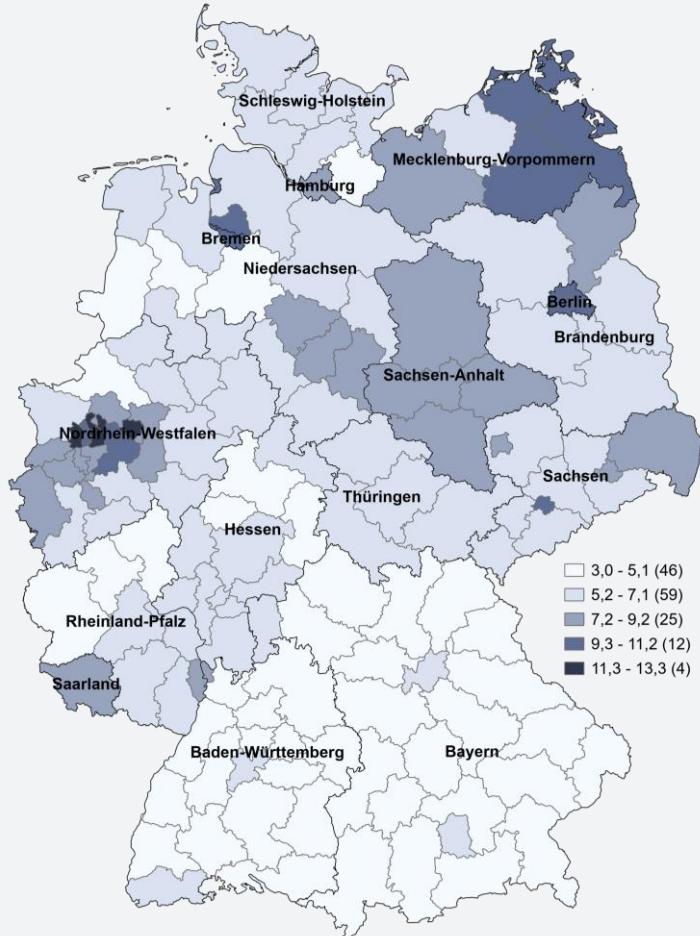 Schleswig-Holstein
Mecklenburg-Vorpommern
Hamburg
Bremen
Niedersachsen
Berlin
Brandenburg
Sachsen-Anhalt
Nordrhein-Westfalen
Sachsen
Thüringen
Hessen
3,0 - 5,1 (46)
5,2 - 7,1 (59)
7,2 - 9,2 (25)
9,3 - 11,2 (12)
11,3 - 13,3 (4)
Rheinland-Pfalz
Saarland
Baden-Württemberg
Bayern